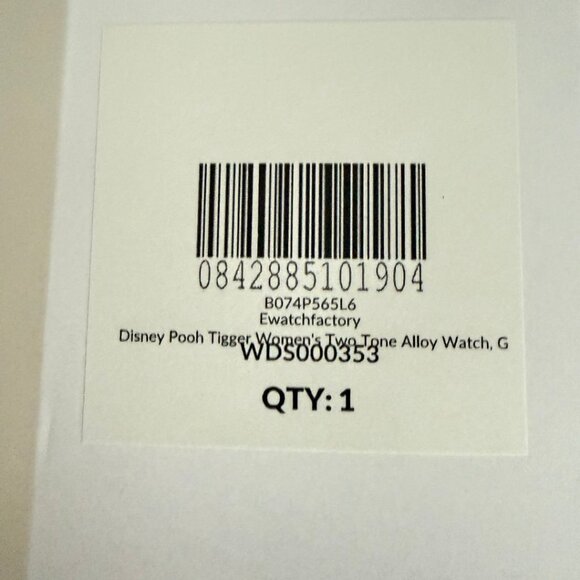 0842885101904
B074P565L6
Ewatchfactory
Disney Pooh Tigger Women's Two Tone Alloy Watch, G
WDS000353
QTY: 1